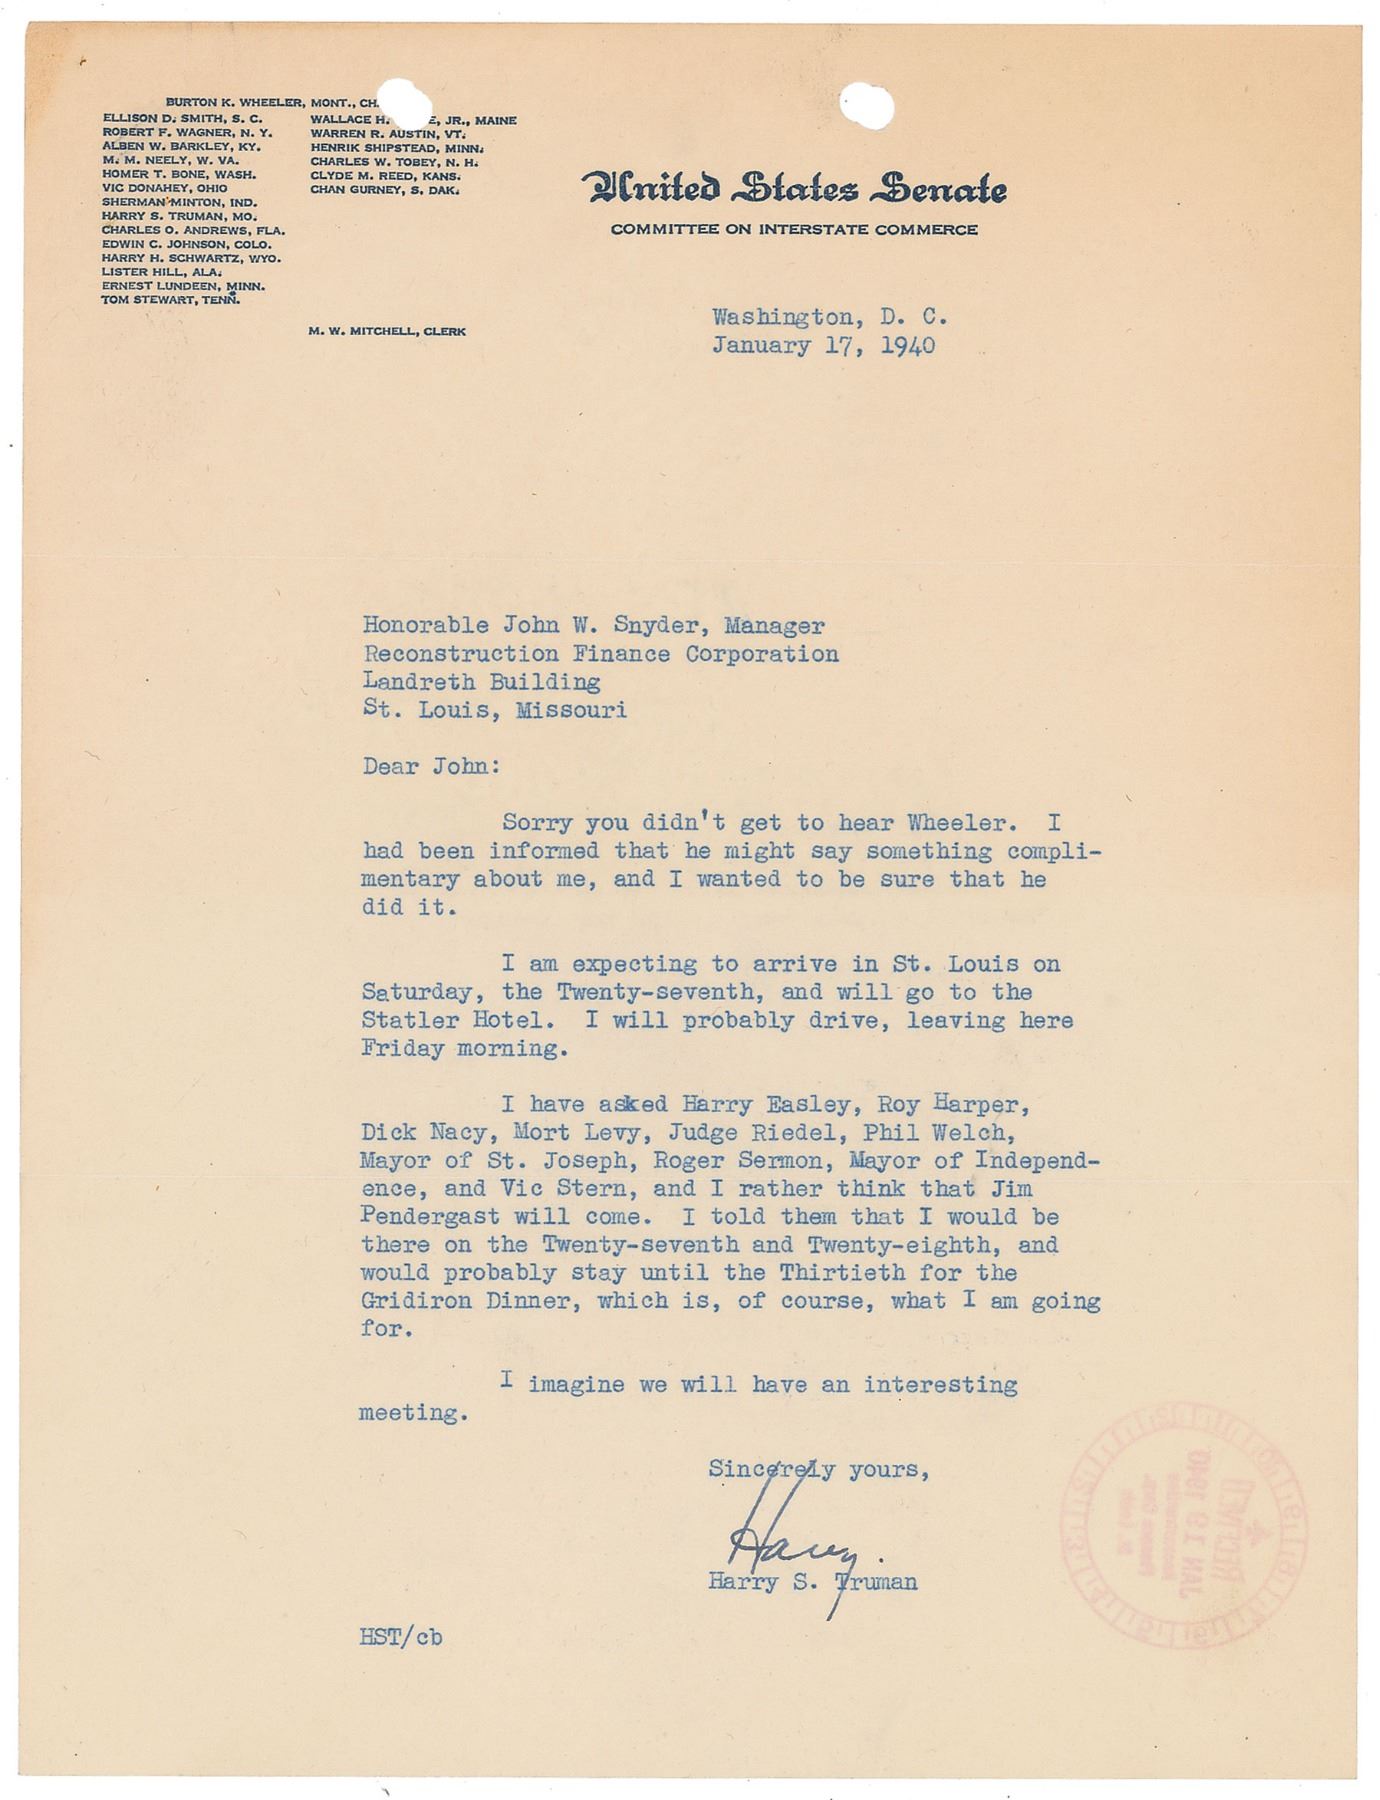 BURTON K. WHEELER, MONT., CH
ELLISON D. SMITH, S. C.
ROBERT F. WAGNER, N. Y.
ALBEN W. BARKLEY, KY.
M. M. NEELY, W. VA.
HOMER T. BONE, WASH.
VIC DONAHEY, OHIO
SHERMAN MINTON, IND.
HARRY S. TRUMAN, MO.
CHARLES O. ANDREWS, FLA.
EDWIN C. JOHNSON, COLO.
HARRY H. SCHWARTZ, WYO.
LISTER HILL, ALA.
ERNEST LUNDEEN, MINN.
TOM STEWART, TENN.
WALLACE H. E, JR., MAINE
WARREN R. AUSTIN, VT.
HENRIK SHIPSTEAD, MINN.
CHARLES W. TOBEY, N. H.
CLYDE M. REED, KANS.
CHAN GURNEY, S. DAK.
M. W. MITCHELL, CLERK
United States Senate
COMMITTEE ON INTERSTATE COMMERCE
Washington, D. C.
January 17, 1940
Honorable John W. Snyder, Manager
Reconstruction Finance Corporation
Landreth Building
St. Louis, Missouri
Dear John:
Sorry you didn't get to hear Wheeler. I
had been informed that he might say something compli-
mentary about me, and I wanted to be sure that he
did it.
I am expecting to arrive in St. Louis on
Saturday, the Twenty-seventh, and will go to the
Statler Hotel. I will probably drive, leaving here
Friday morning.
I have asked Harry Easley, Roy Harper,
Dick Nacy, Mort Levy, Judge Riedel, Phil Welch,
Mayor of St. Joseph, Roger Sermon, Mayor of Independ-
ence, and Vic Stern, and I rather think that Jim
Pendergast will come. I told them that I would be
there on the Twenty-seventh and Twenty-eighth, and
would probably stay until the Thirtieth for the
Gridiron Dinner, which is, of course, what I am going
for.
I imagine we will have an interesting
meeting.
Sincerely yours,
Harry.
Harry S. Truman
HST/cb
RECEIVED
JAN 19 1940